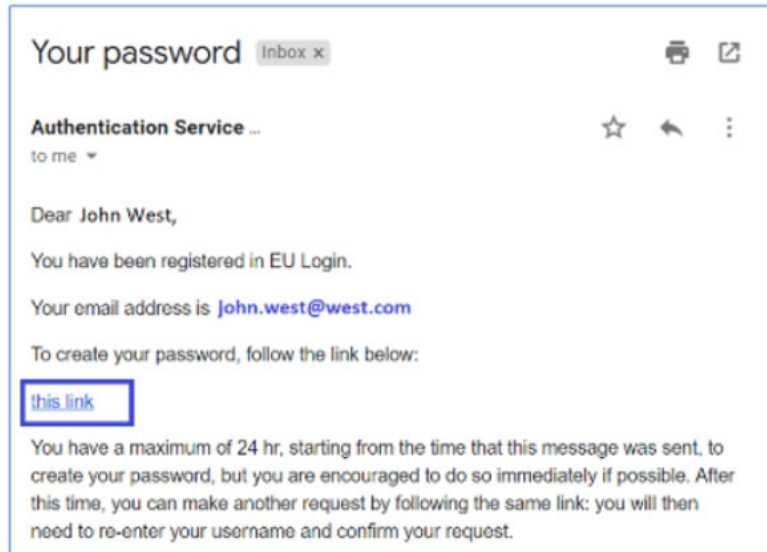 Your password Inbox x
Authentication Service ...
to me
Dear John West,
You have been registered in EU Login.
Your email address is john.west@west.com
To create your password, follow the link below:
this link
You have a maximum of 24 hr, starting from the time that this message was sent, to
create your password, but you are encouraged to do so immediately if possible. After
this time, you can make another request by following the same link: you will then
need to re-enter your username and confirm your request.